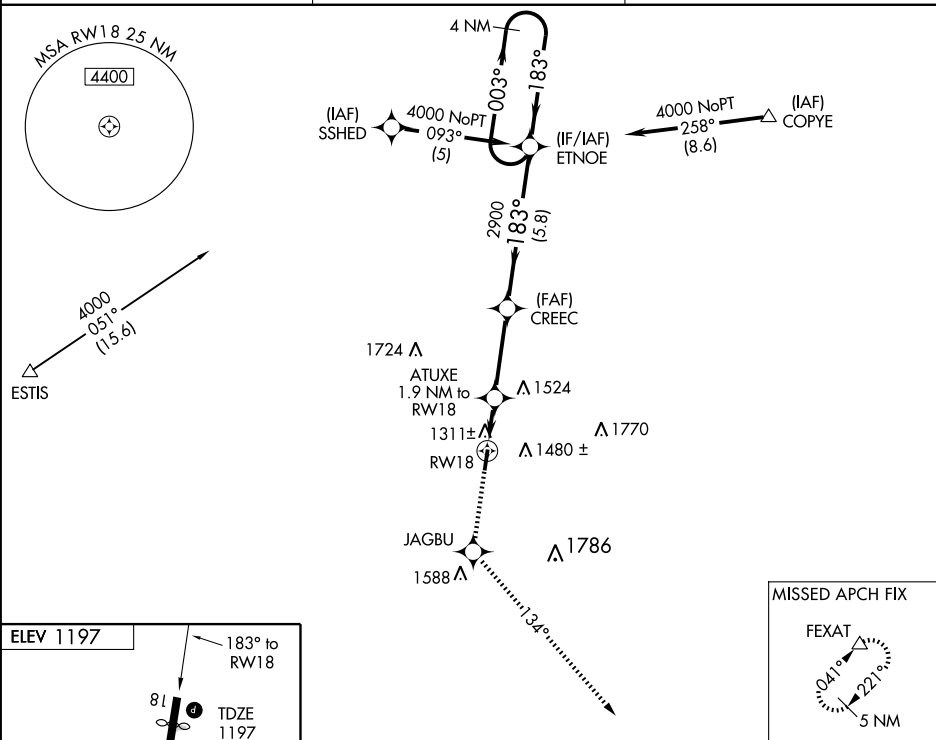 MSA RW18 25 NM
4400
4 NM
003°
183°
(IAF)
SSHED
4000 NoPT
093°
(5)
(IF/IAF)
ETNOE
4000 NoPT
258°
(8.6)
(IAF)
COPYE
2900
183°
(5.8)
4000
051°
(15.6)
ESTIS
(FAF)
CREEC
1724
ATUXE
1.9 NM to
RW18
1524
1311±
1770
RW18
1480 ±
JAGBU
1786
1588
134°
MISSED APCH FIX
FEXAT
041°
221°
5 NM
ELEV 1197
183° to
RW18
18
P
TDZE
1197